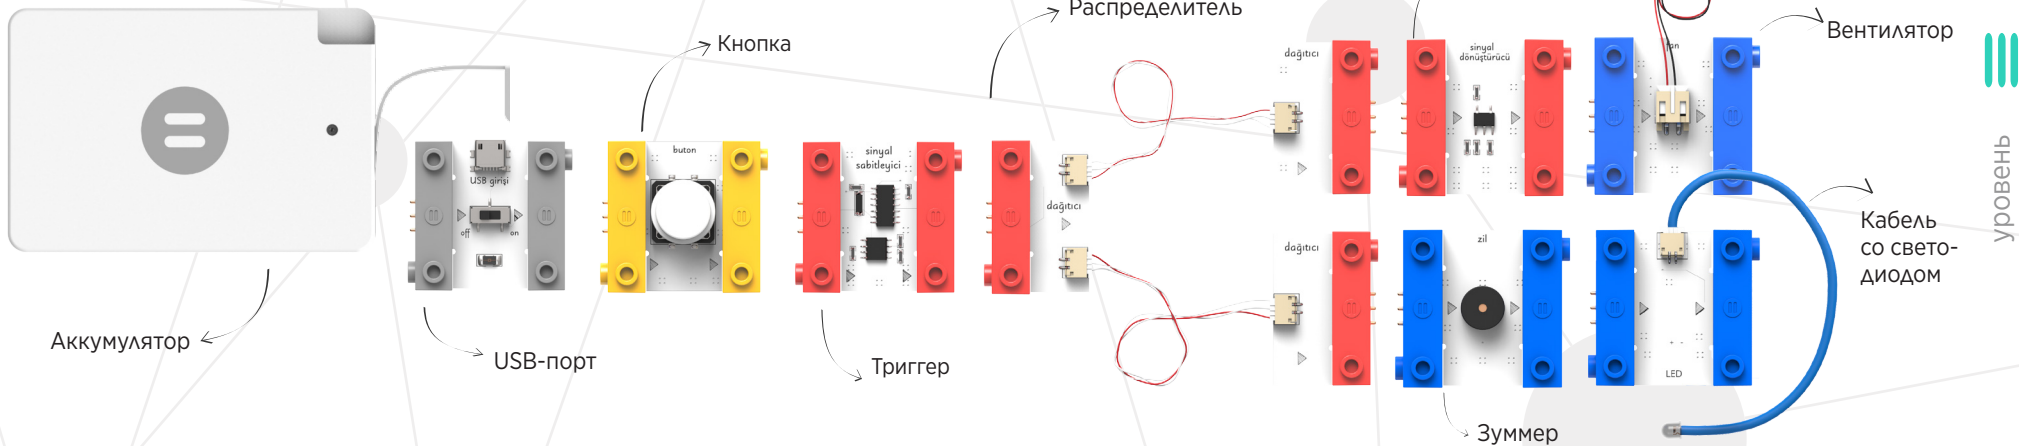 Распределитель
Кнопка
Вентилятор
dağıtıcı
sinyal
dönüştürücü
fan
buton
sinyal
sabitleyici
USB girişi
off
on
dağıtıcı
уровень
Кабель
со свето-
диодом
dağıtıcı
zil
LED
Аккумулятор
USB-порт
Триггер
Зуммер